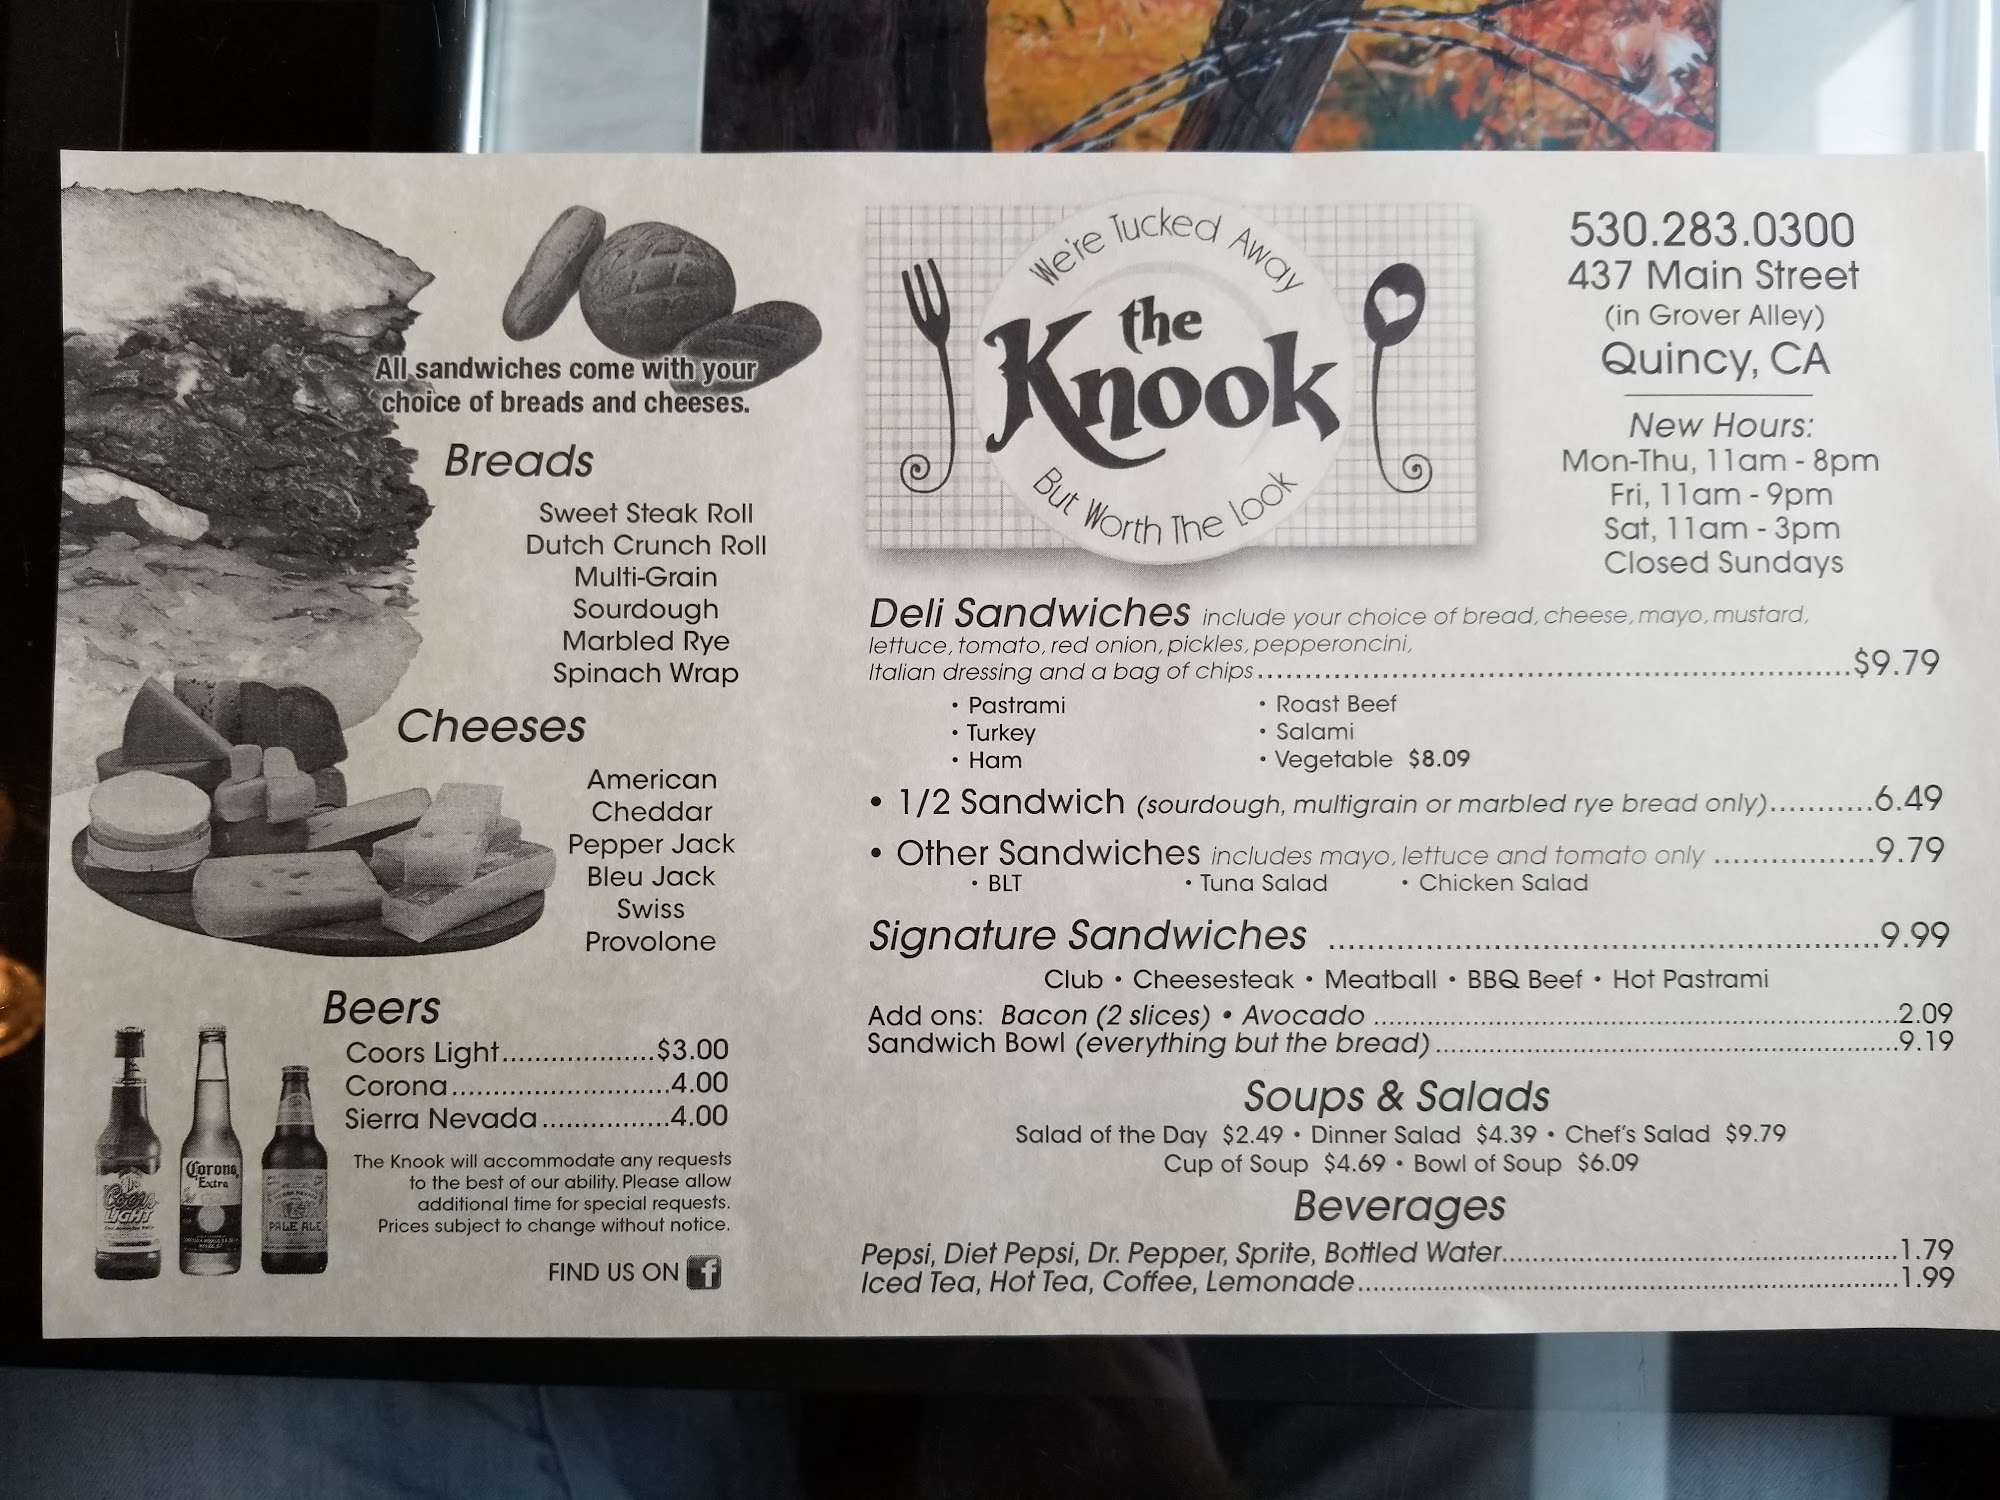 All sandwiches come with your
choice of breads and cheeses.
Breads
Sweet Steak Roll
Dutch Crunch Roll
Multi-Grain
Sourdough
Marbled Rye
Spinach Wrap
Cheeses
American
Cheddar
Pepper Jack
Bleu Jack
Swiss
Provolone
Beers
Coors Light....................$3.00
Corona............................4.00
Sierra Nevada................4.00
The Knook will accommodate any requests
to the best of our ability. Please allow
additional time for special requests.
Prices subject to change without notice.
FIND US ON f
Coors
LIGHT
Corona
Extra
PALE ALE
We're Tucked Away
the
Knook
But Worth The Look
530.283.0300
437 Main Street
(in Grover Alley)
Quincy, CA
New Hours:
Mon-Thu, 11am - 8pm
Fri, 11am - 9pm
Sat, 11am - 3pm
Closed Sundays
Deli Sandwiches include your choice of bread, cheese, mayo, mustard,
lettuce, tomato, red onion, pickles, pepperoncini,
Italian dressing and a bag of chips..............................$9.79
• Pastrami • Roast Beef
• Turkey • Salami
• Ham • Vegetable $8.09
• 1/2 Sandwich (sourdough, multigrain or marbled rye bread only)...........6.49
• Other Sandwiches includes mayo, lettuce and tomato only .................9.79
• BLT • Tuna Salad • Chicken Salad
Signature Sandwiches ..............................9.99
Club • Cheesesteak • Meatball • BBQ Beef • Hot Pastrami
Add ons: Bacon (2 slices) • Avocado ..............................2.09
Sandwich Bowl (everything but the bread)..............................9.19
Soups & Salads
Salad of the Day $2.49 • Dinner Salad $4.39 • Chef's Salad $9.79
Cup of Soup $4.69 • Bowl of Soup $6.09
Beverages
Pepsi, Diet Pepsi, Dr. Pepper, Sprite, Bottled Water..............................1.79
Iced Tea, Hot Tea, Coffee, Lemonade..............................1.99